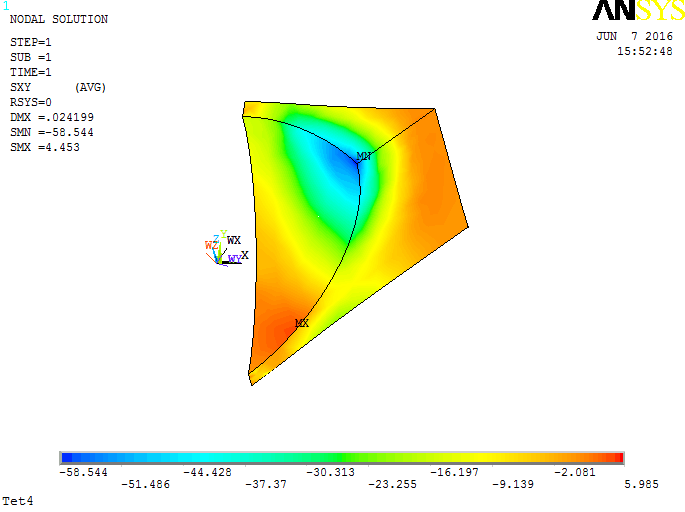 1
NODAL SOLUTION
STEP=1
SUB =1
TIME=1
SXY (AVG)
RSYS=0
DMX =.024199
SMN =-58.544
SMX =4.453
ANSYS
JUN 7 2016
15:52:48
MN
Y
Z
WX
WZ
X
WY
MX
-58.544 -44.428 -30.313 -16.197 -2.081
-51.486 -37.37 -23.255 -9.139 5.985
Tet4